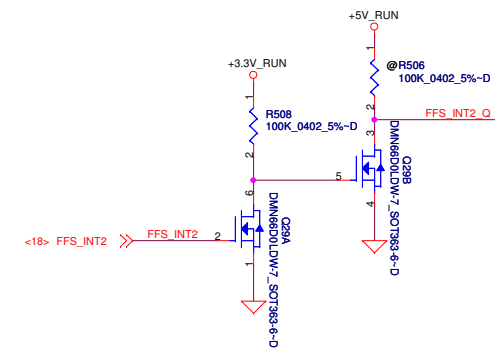 +5V_RUN
1
@R506
100K_0402_5%~D
2
FFS_INT2_Q
+3.3V_RUN
1
R508
100K_0402_5%~D
2
3
DMN66D0LDW-7_SOT363-6~D
Q29B
5
4
6
DMN66D0LDW-7_SOT363-6~D
Q29A
<18> FFS_INT2
FFS_INT2
2
1